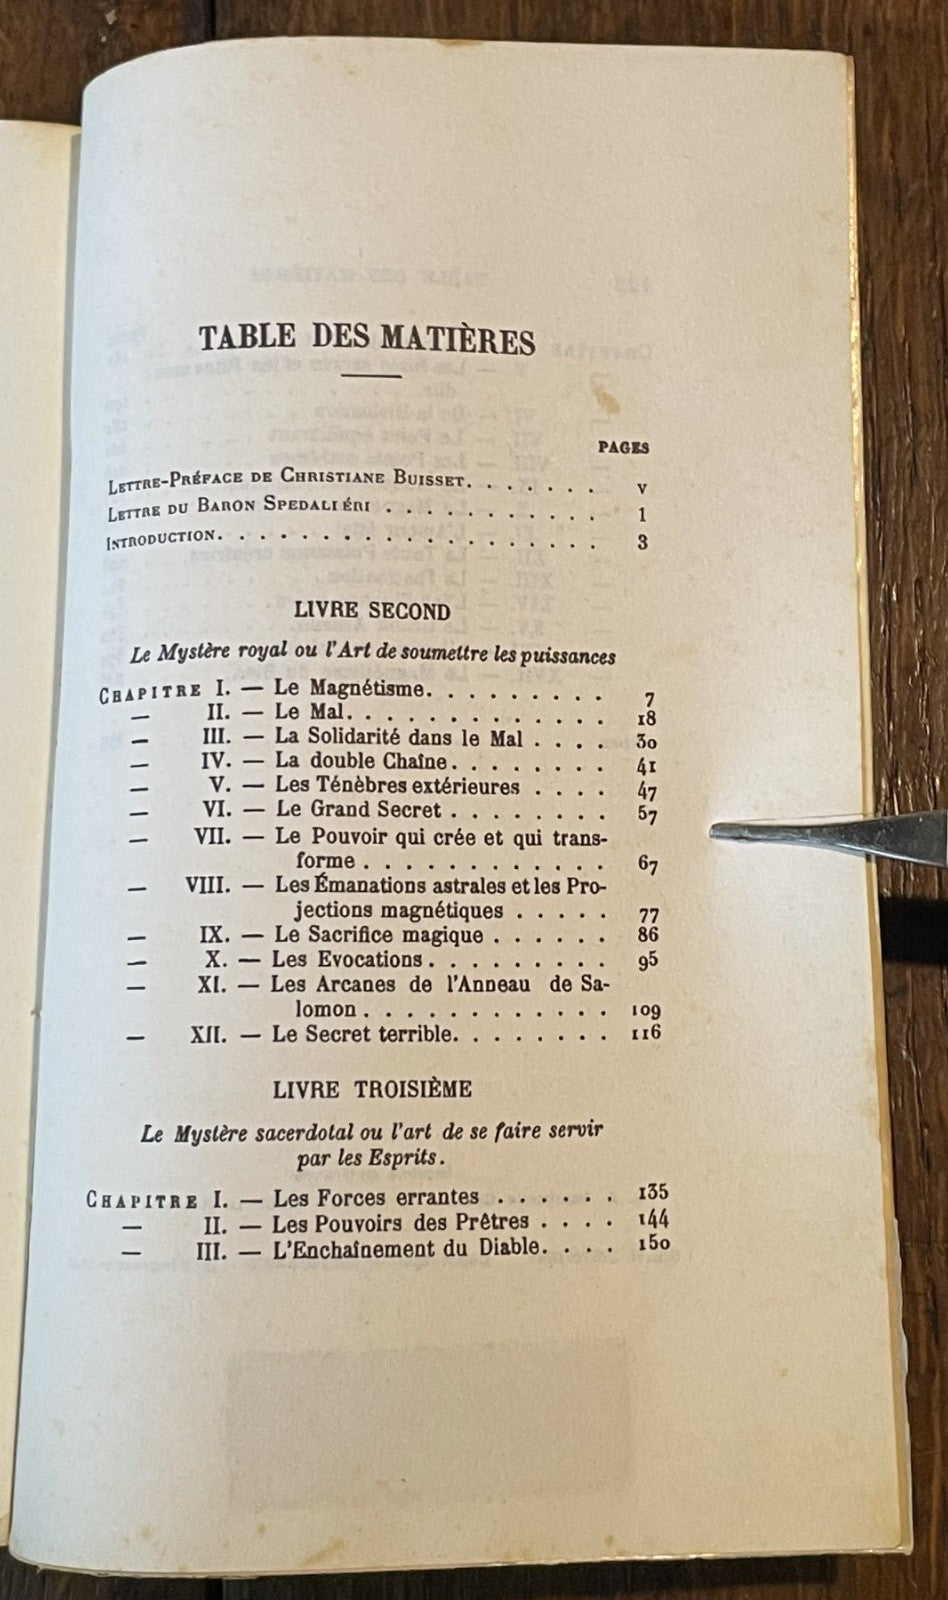 TABLE DES MATIÈRES
PAGES
LETTRE-PRÉFACE DE CHRISTIANE BUISSET. . . . . . . V
LETTRE DU BARON SPEDALIÉRI . . . . . . . . . . . 1
INTRODUCTION. . . . . . . . . . . . . . . . . . . 3
LIVRE SECOND
Le Mystère royal ou l'Art de soumettre les puissances
CHAPITRE I. — Le Magnétisme. . . . . . . . . 7
— II. — Le Mal. . . . . . . . . . . . . 18
— III. — La Solidarité dans le Mal . . . . 30
— IV. — La double Chaîne. . . . . . . . 41
— V. — Les Ténèbres extérieures . . . . 47
— VI. — Le Grand Secret . . . . . . . . 57
— VII. — Le Pouvoir qui crée et qui trans-
forme . . . . . . . . . . . . 67
— VIII. — Les Émanations astrales et les Pro-
jections magnétiques . . . . . 77
— IX. — Le Sacrifice magique . . . . . . 86
— X. — Les Evocations. . . . . . . . . 95
— XI. — Les Arcanes de l'Anneau de Sa-
lomon . . . . . . . . . . . . 109
— XII. — Le Secret terrible. . . . . . . . 116
LIVRE TROISIÈME
Le Mystère sacerdotal ou l'art de se faire servir
par les Esprits.
CHAPITRE I. — Les Forces errantes . . . . . . 135
— II. — Les Pouvoirs des Prêtres . . . . 144
— III. — L'Enchaînement du Diable. . . . 150